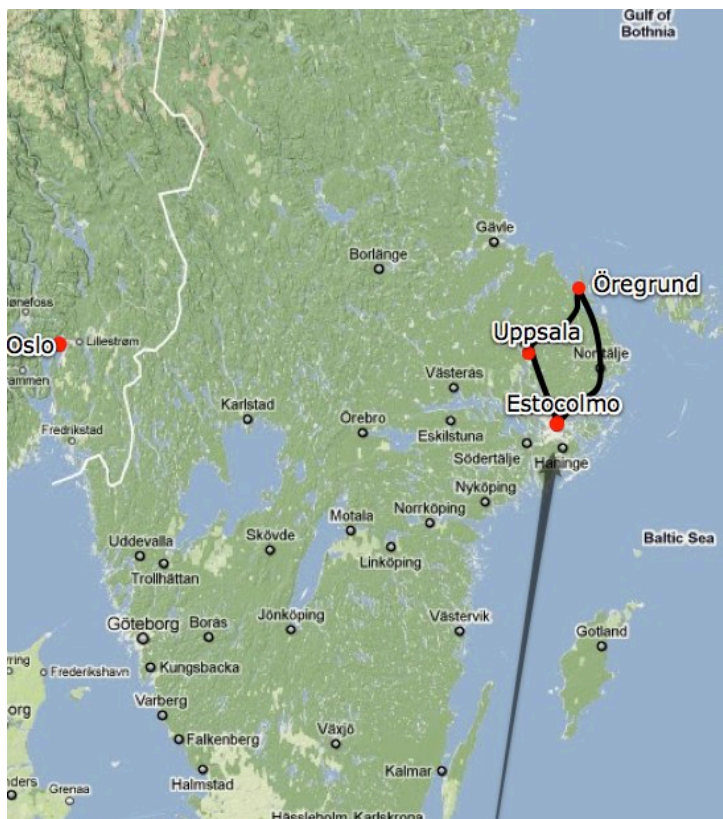 Gulf of
Bothnia
Gävle
Borlänge
Öregrund
Oslo
Lillestrøm
Uppsala
Norrtälje
Västerås
Estocolmo
Karlstad
Örebro
Eskilstuna
Fredrikstad
Södertälje
Haninge
Nyköping
Motala
Norrköping
Uddevalla
Skövde
Baltic Sea
Trollhättan
Linköping
Göteborg
Borås
Jönköping
Västervik
Gotland
Kungsbacka
Frederikshavn
Varberg
Falkenberg
Växjö
Halmstad
Kalmar
Grenaa
Hässleholm
Karlskrona